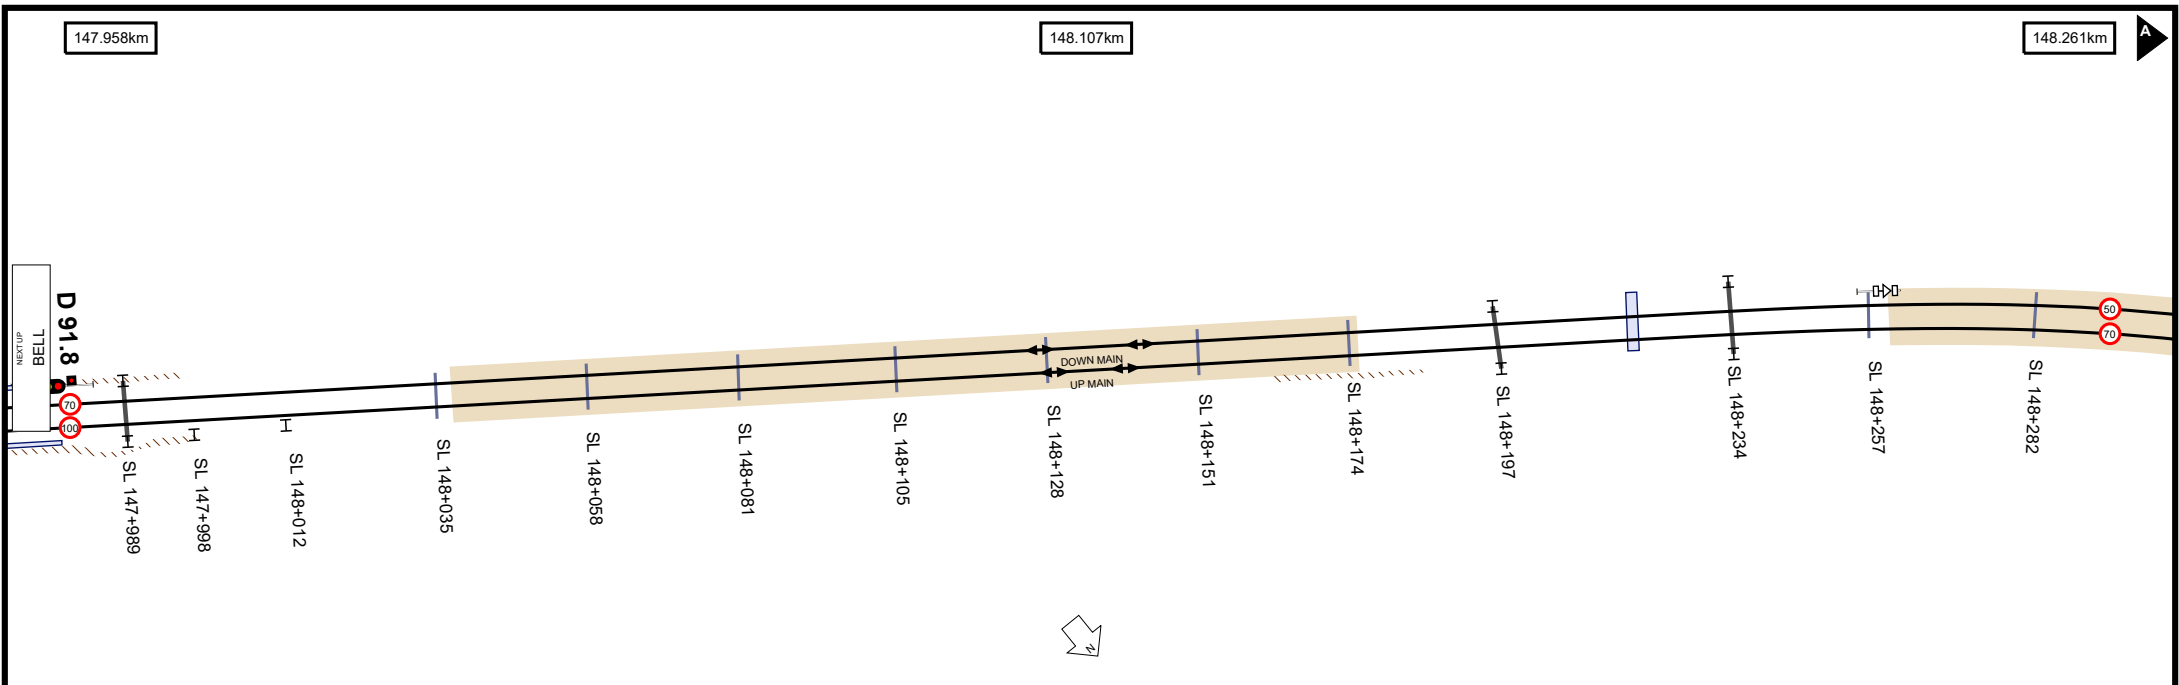 147.958km
148.107km
148.261km
A
NEXT UP
BELL
D 91.8
70
100
DOWN MAIN
UP MAIN
50
70
SL 147+989
SL 147+998
SL 148+012
SL 148+035
SL 148+058
SL 148+081
SL 148+105
SL 148+128
SL 148+151
SL 148+174
SL 148+197
SL 148+234
SL 148+257
SL 148+282
N